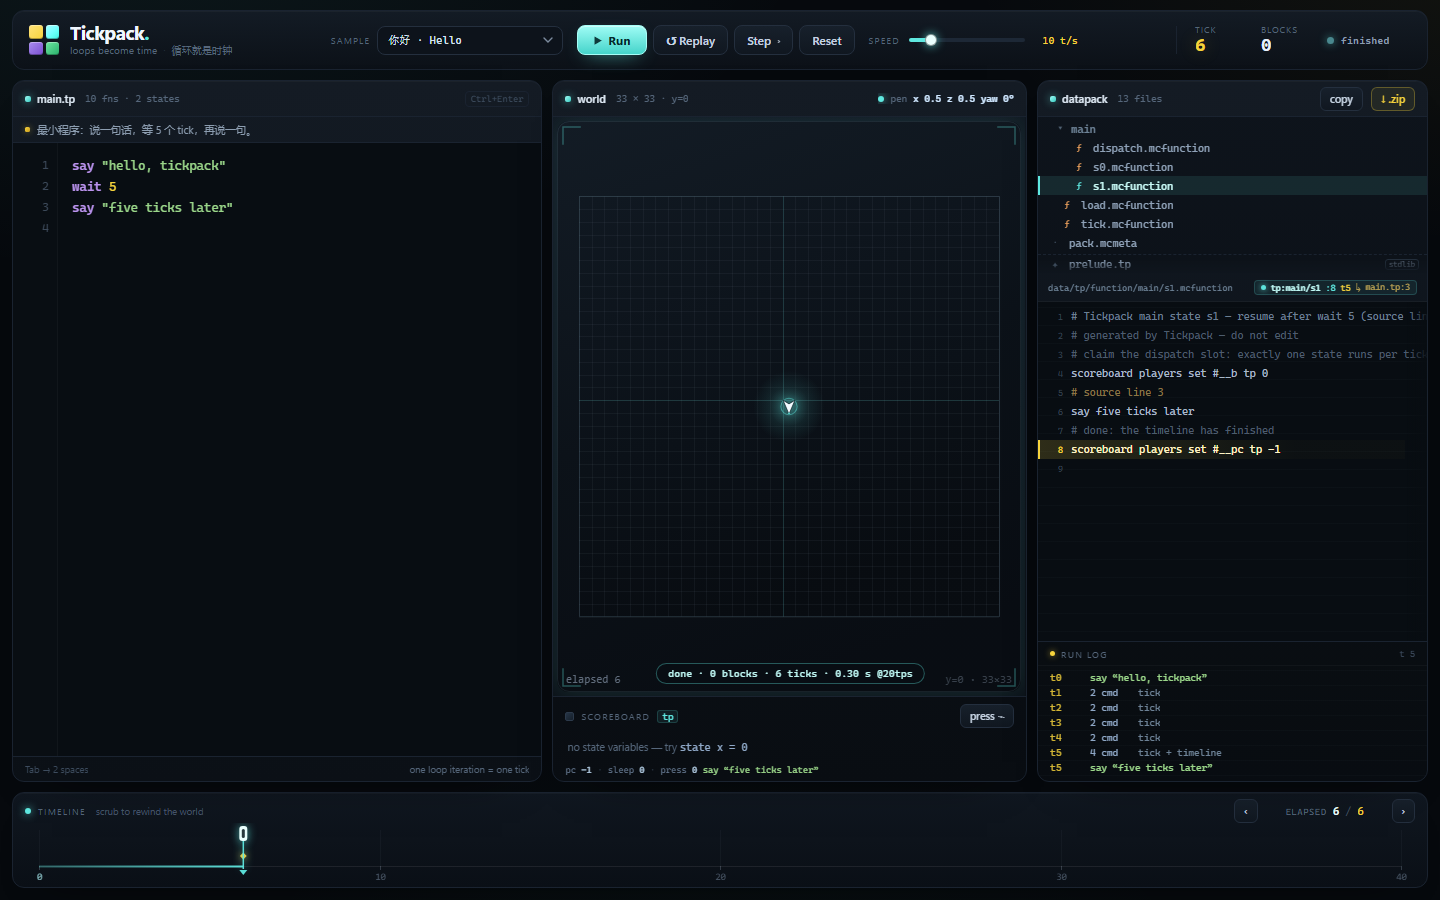 Tickpack.
loops become time · 循环就是时钟
SAMPLE 你好 · Hello
▶ Run
↺ Replay
Step ›
Reset
SPEED 10 t/s
TICK
6
BLOCKS
0
finished
main.tp 10 fns · 2 states Ctrl+Enter
最小程序：说一句话，等 5 个 tick，再说一句。
1 say "hello, tickpack"
2 wait 5
3 say "five ticks later"
4
Tab → 2 spaces one loop iteration = one tick
world 33 × 33 · y=0 pen x 0.5 z 0.5 yaw 0°
elapsed 6
done · 0 blocks · 6 ticks · 0.30 s @20tps
y=0 · 33×33
SCOREBOARD tp press ~
no state variables — try state x = 0
pc −1 · sleep 0 · press 0 say “five ticks later”
datapack 13 files copy ↓.zip
main
f dispatch.mcfunction
f s0.mcfunction
f s1.mcfunction
f load.mcfunction
f tick.mcfunction
pack.mcmeta
prelude.tp stdlib
data/tp/function/main/s1.mcfunction tp:main/s1 :8 t5 ↳ main.tp:3
1 # Tickpack main state s1 — resume after wait 5 (source lin
2 # generated by Tickpack — do not edit
3 # claim the dispatch slot: exactly one state runs per tick
4 scoreboard players set #__b tp 0
5 # source line 3
6 say five ticks later
7 # done: the timeline has finished
8 scoreboard players set #__pc tp −1
9
RUN LOG t 5
t0 say “hello, tickpack”
t1 2 cmd tick
t2 2 cmd tick
t3 2 cmd tick
t4 2 cmd tick
t5 4 cmd tick + timeline
t5 say “five ticks later”
TIMELINE scrub to rewind the world ‹ ELAPSED 6 / 6 ›
0
0 10 20 30 40